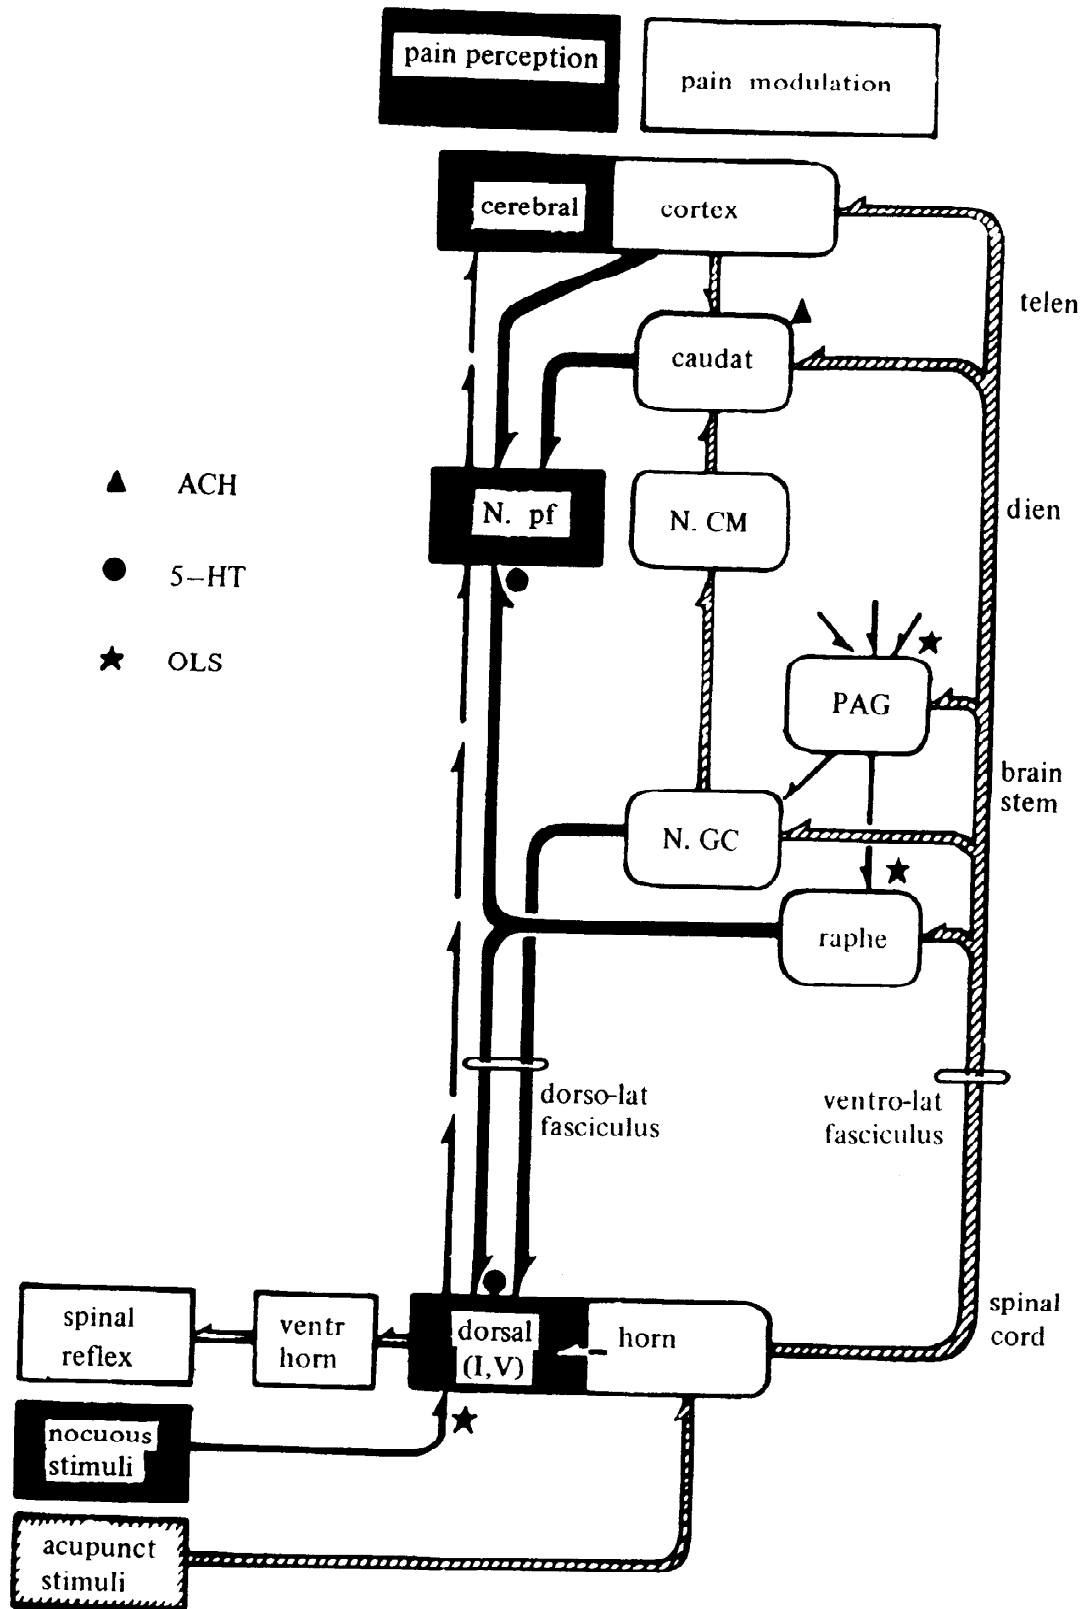 pain perception
pain modulation
cerebral
cortex
telen
caudat
ACH
N. pf
N. CM
dien
5-HT
OLS
PAG
brain
stem
N. GC
raphe
dorso-lat
fasciculus
ventro-lat
fasciculus
spinal
reflex
ventr
horn
dorsal
(I,V)
horn
spinal
cord
nocuous
stimuli
acupunct
stimuli